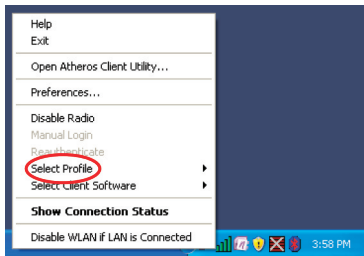 Help
Exit
Open Atheros Client Utility...
Preferences...
Disable Radio
Manual Login
Reauthenticate
Select Profile
Select Client Software
Show Connection Status
Disable WLAN if LAN is Connected
3:58 PM